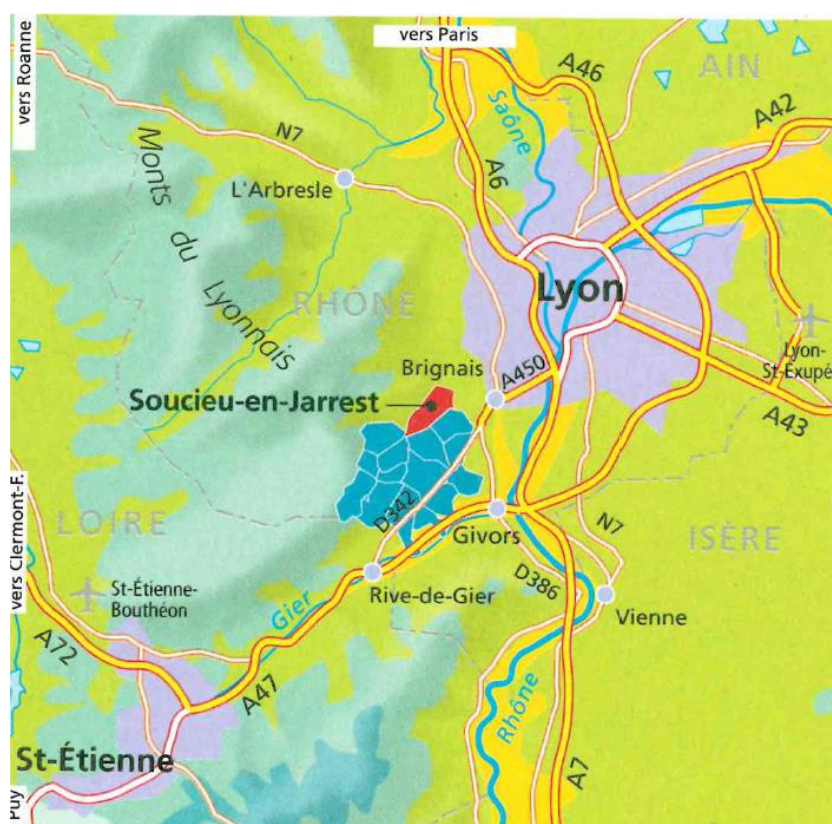 vers Paris
vers Roanne
A46
AIN
Saône
A42
N7
A6
Monts du Lyonnais
L'Arbresle
Lyon
RHÔNE
Lyon-
St-Exupé
Brignais
A450
Soucieu-en-Jarrest
A43
vers Clermont-F.
LOIRE
D342
Givors
N7
ISÈRE
St-Étienne-
Bouthéon
Rive-de-Gier
D386
Gier
Vienne
A72
A47
Rhône
St-Étienne
A7
Puy